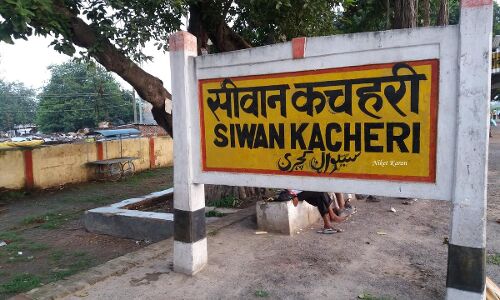 सीवान कचहरी
SIWAN KACHERI
سیوان کچہری
Niket Karan